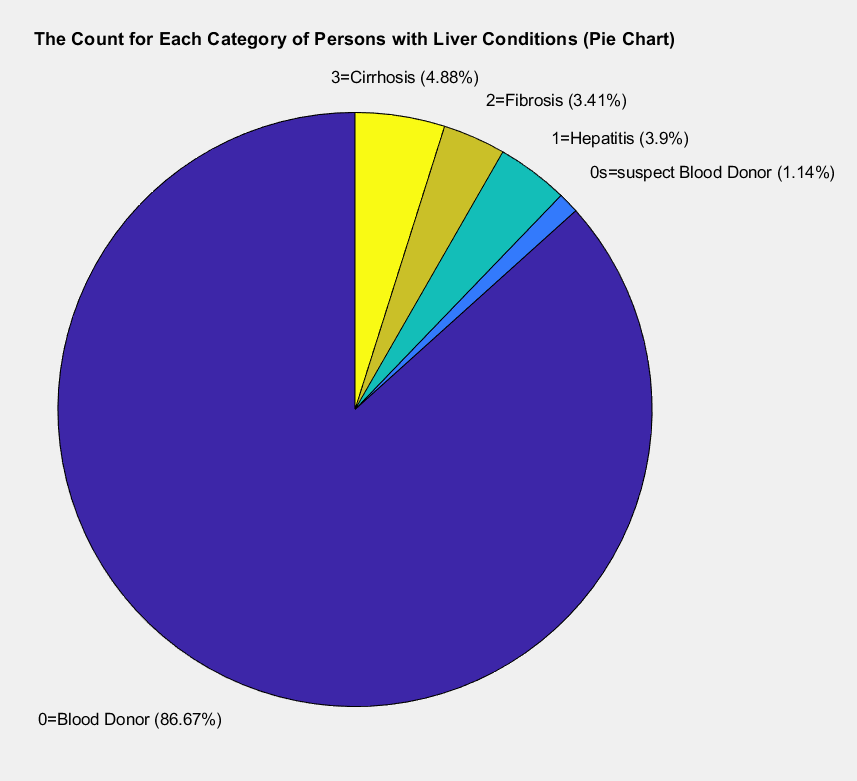 The Count for Each Category of Persons with Liver Conditions (Pie Chart)
3=Cirrhosis (4.88%)
2=Fibrosis (3.41%)
1=Hepatitis (3.9%)
0s=suspect Blood Donor (1.14%)
0=Blood Donor (86.67%)